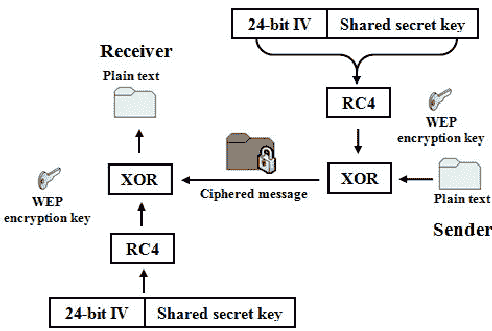 24-bit IV
Shared secret key
Receiver
Plain text
RC4
WEP
encryption key
XOR
Ciphered message
XOR
WEP
encryption key
Plain text
Sender
RC4
24-bit IV
Shared secret key